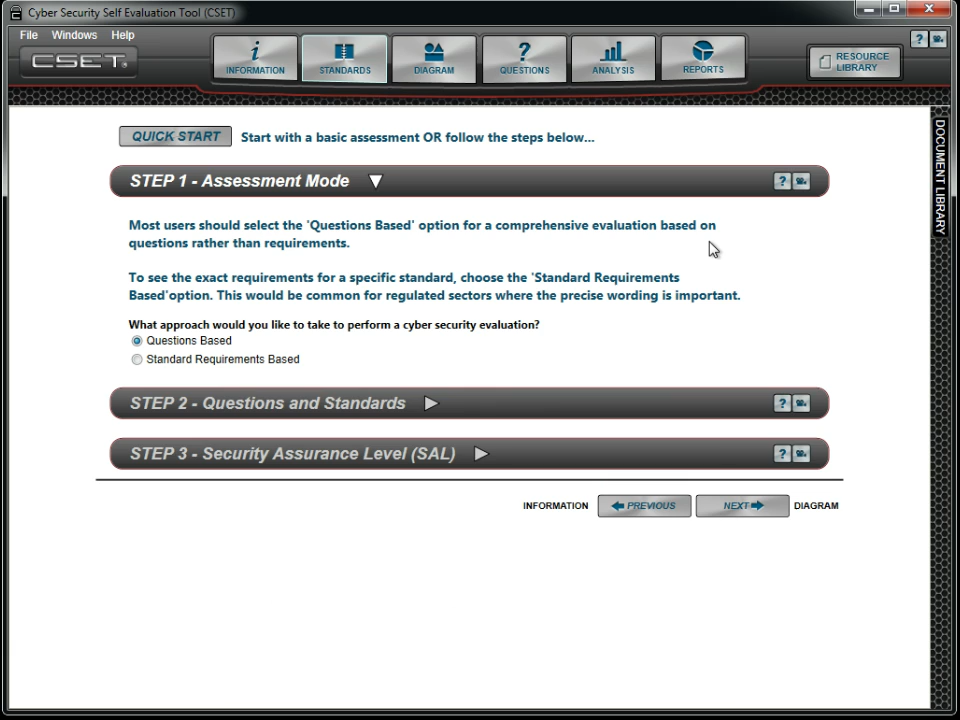 Cyber Security Self Evaluation Tool (CSET)
File Windows Help
CSET
INFORMATION
STANDARDS
DIAGRAM
?
QUESTIONS
ANALYSIS
REPORTS
RESOURCE
LIBRARY
?
DOCUMENT LIBRARY
QUICK START Start with a basic assessment OR follow the steps below...
STEP 1 - Assessment Mode ?
Most users should select the 'Questions Based' option for a comprehensive evaluation based on
questions rather than requirements.
To see the exact requirements for a specific standard, choose the 'Standard Requirements
Based'option. This would be common for regulated sectors where the precise wording is important.
What approach would you like to take to perform a cyber security evaluation?
Questions Based
Standard Requirements Based
STEP 2 - Questions and Standards ?
STEP 3 - Security Assurance Level (SAL) ?
INFORMATION PREVIOUS NEXT DIAGRAM